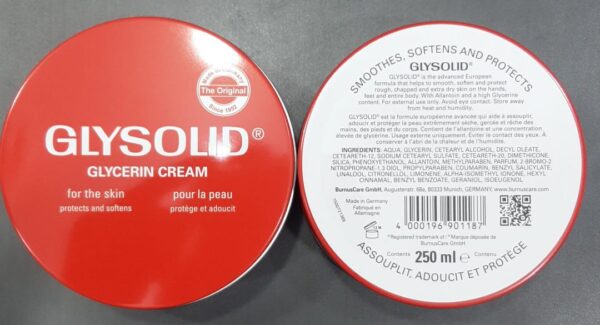 Made in Germany
The Original
Since 1952
GLYSOLID®
GLYCERIN CREAM
for the skin
protects and softens
pour la peau
protège et adoucit
SMOOTHES, SOFTENS AND PROTECTS
GLYSOLID®
GLYSOLID® is the advanced European
formula that helps to smooth, soften and protect
rough, chapped and extra dry skin on the hands,
feet and entire body. With Allantoin and a high Glycerine
content. For external use only. Avoid eye contact. Store away
from heat and humidity.
GLYSOLID® est la formule européenne avancée qui aide à assouplir,
adoucir et protéger la peau extrêmement sèche, gercée ou rêche des
mains, des pieds et du corps. Contient de l'allantoine et une concentration
élevée de glycérine. Usage externe uniquement. Éviter le contact des yeux. À
conserver à l'abri de la chaleur et de l'humidité.
INGREDIENTS: AQUA, GLYCERIN, CETEARYL ALCOHOL, DECYL OLEATE,
CETEARETH-12, SODIUM CETEARYL SULFATE, CETEARETH-20, DIMETHICONE,
SILICA, PHENOXYETHANOL, ALLANTOIN, METHYLPARABEN, PARFUM, 2-BROMO-2-
NITROPROPANE-1,3 DIOL, PROPYLPARABEN, COUMARIN, BENZYL SALICYLATE,
LINALOOL, CITRONELLOL, LIMONENE, ALPHA-ISOMETHYL IONONE, HEXYL
CINNAMAL, BENZYL BENZOATE, GERANIOL, ISOEUGENOL
BurnusCare GmbH, Augustenstr. 68a, 80333 Munich, GERMANY, www.burnuscare.com
Made in Germany
Fabriqué en
Allemagne
4 000196 901187
12 M
® Registered trademark of / ® Marque déposée de
BurnusCare GmbH
Contents 250 ml e Contenu
ASSOUPLIT, ADOUCIT ET PROTÈGE